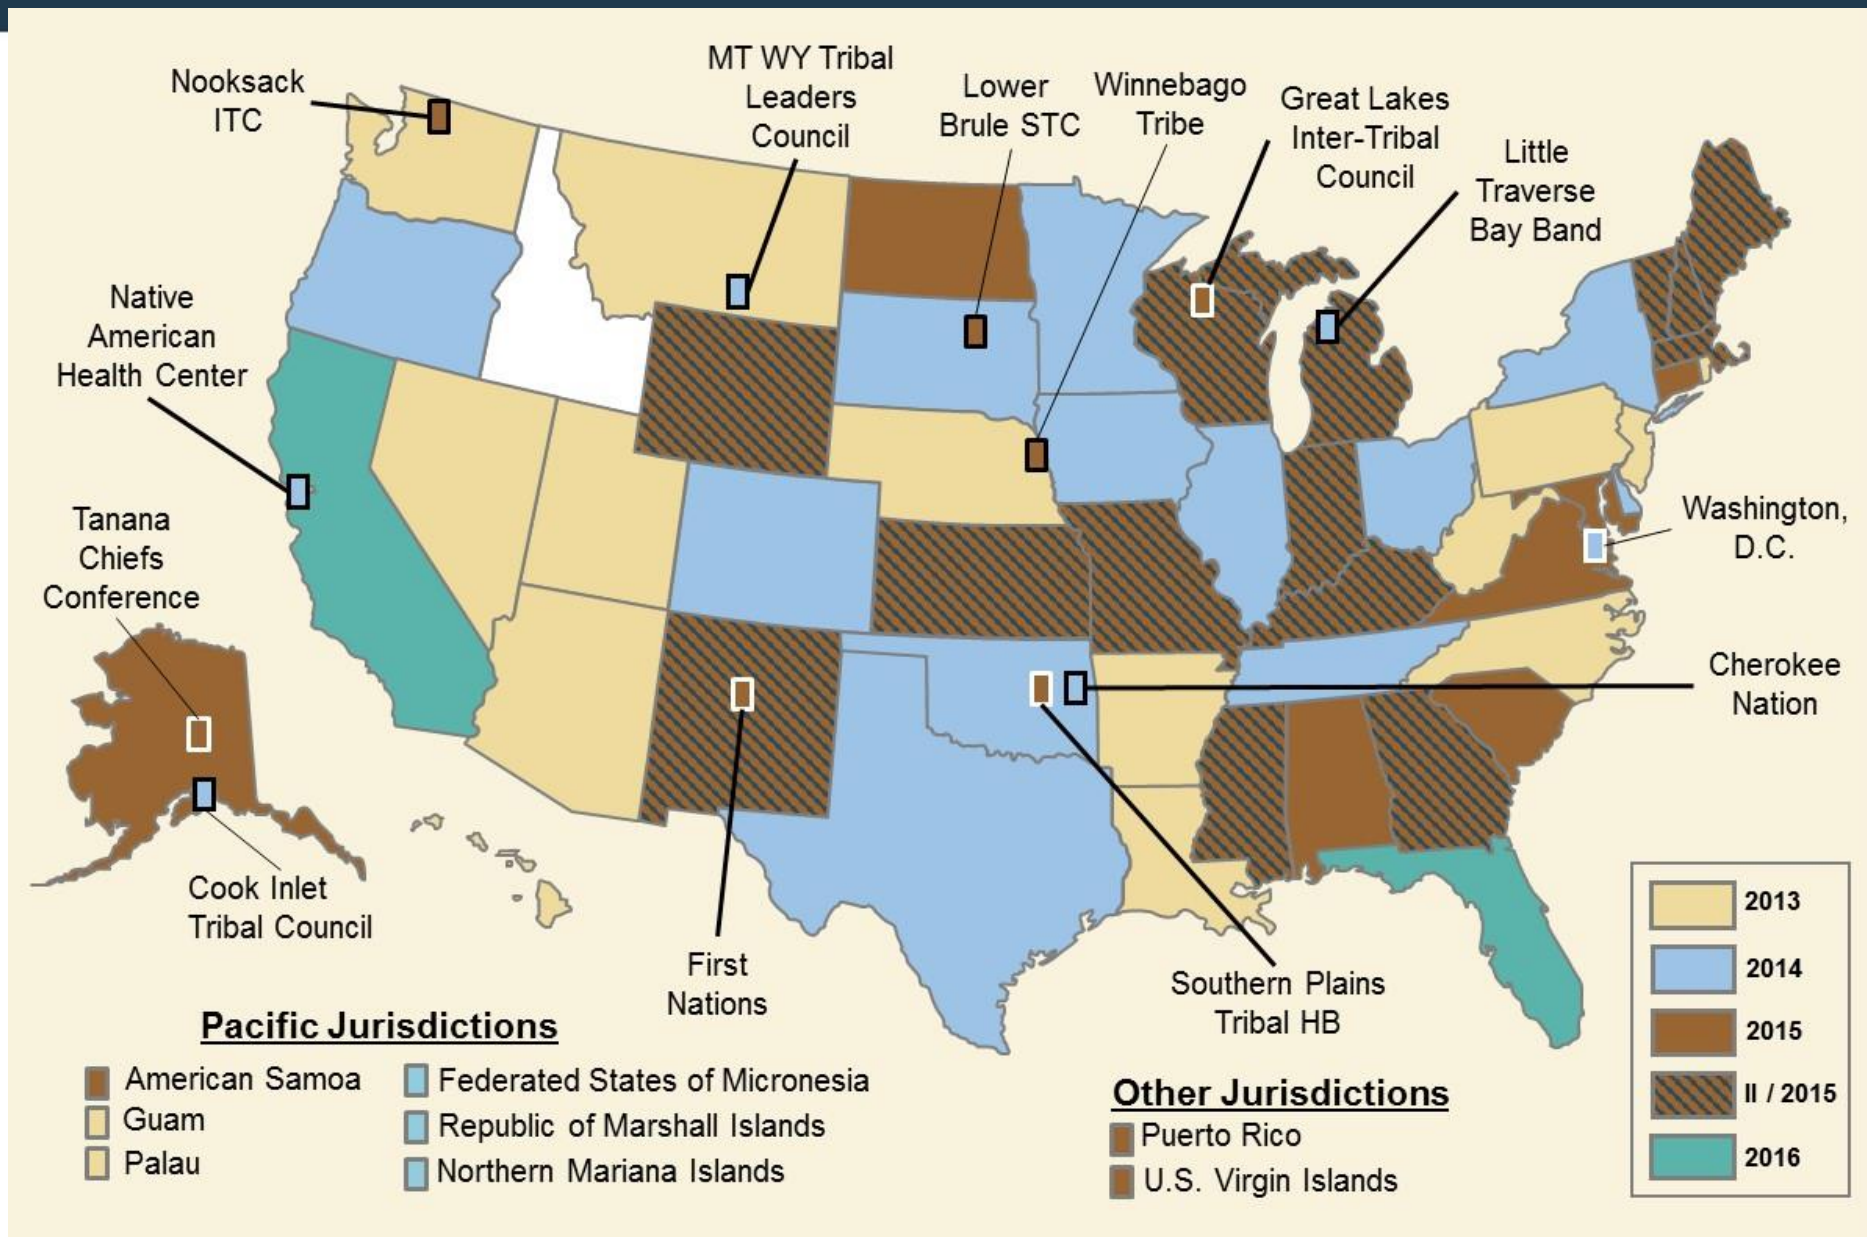 Nooksack
ITC
MT WY Tribal
Leaders
Council
Lower
Brule STC
Winnebago
Tribe
Great Lakes
Inter-Tribal
Council
Little
Traverse
Bay Band
Native
American
Health Center
Tanana
Chiefs
Conference
Washington,
D.C.
Cherokee
Nation
Cook Inlet
Tribal Council
First
Nations
Southern Plains
Tribal HB
2013
2014
2015
II / 2015
2016
Pacific Jurisdictions
American Samoa
Guam
Palau
Federated States of Micronesia
Republic of Marshall Islands
Northern Mariana Islands
Other Jurisdictions
Puerto Rico
U.S. Virgin Islands